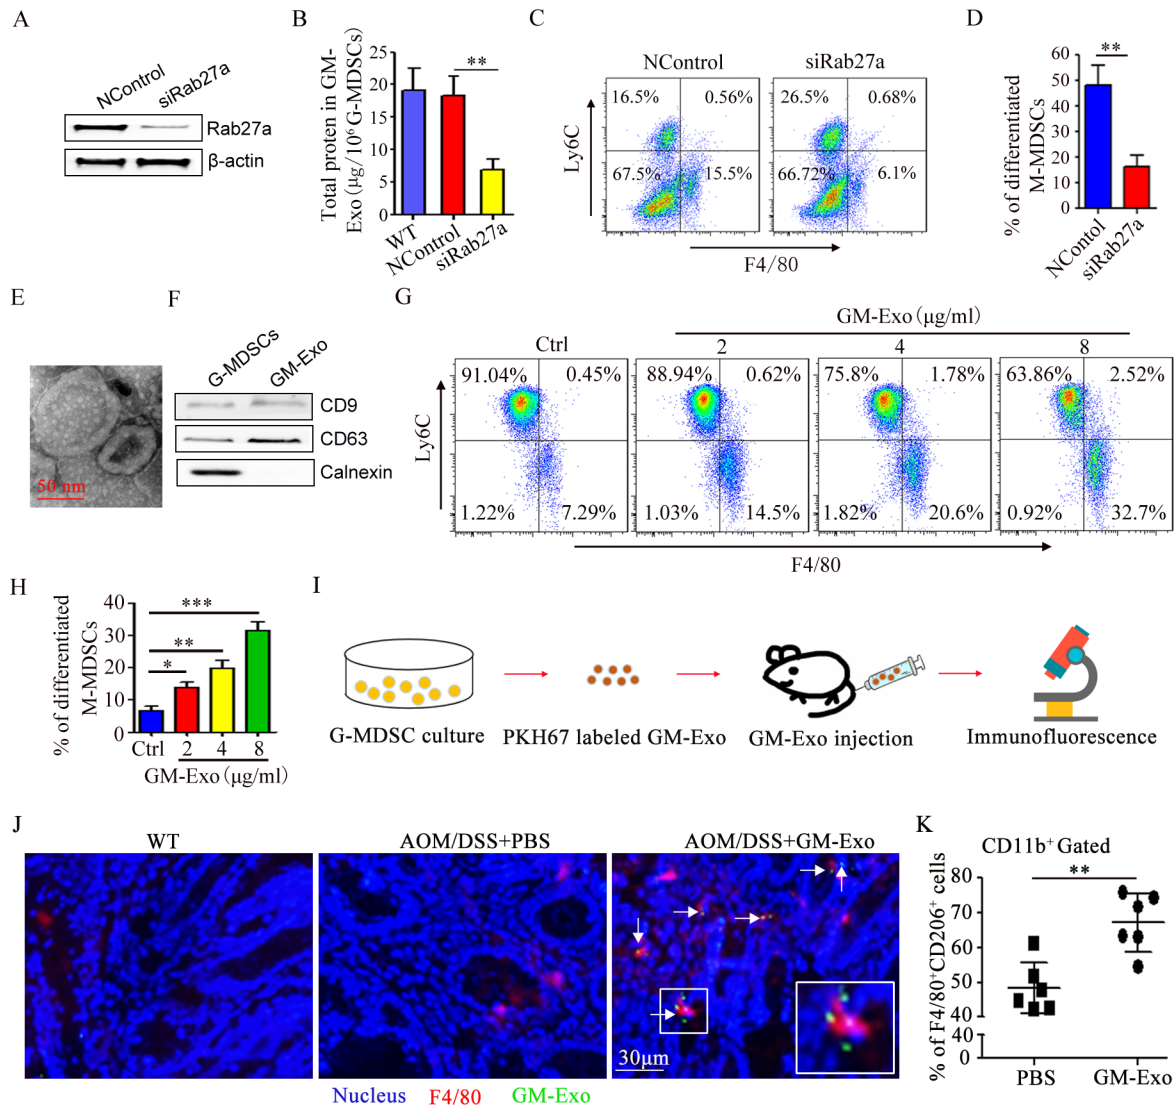 A
NControl
siRab27a
Rab27a
β-actin
B
Total protein in GM-
Exo (μg/10⁶ G-MDSCs)
25
20
15
10
5
0
**
WT
NControl
siRab27a
C
NControl
siRab27a
16.5%
0.56%
26.5%
0.68%
67.5%
15.5%
66.72%
6.1%
Ly6C
F4/80
D
% of differentiated
M-MDSCs
60
50
40
30
20
10
0
**
NContol
siRab27a
E
50 nm
F
G-MDSCs
GM-Exo
CD9
CD63
Calnexin
G
GM-Exo (μg/ml)
Ctrl
2
4
8
91.04%
0.45%
88.94%
0.62%
75.8%
1.78%
63.86%
2.52%
1.22%
7.29%
1.03%
14.5%
1.82%
20.6%
0.92%
32.7%
Ly6C
F4/80
H
% of differentiated
M-MDSCs
40
30
20
10
0
***
**
*
Ctrl
2
4
8
GM-Exo (μg/ml)
I
G-MDSC culture
PKH67 labeled GM-Exo
GM-Exo injection
Immunofluorescence
J
WT
AOM/DSS+PBS
AOM/DSS+GM-Exo
30μm
Nucleus
F4/80
GM-Exo
K
CD11b⁺ Gated
% of F4/80⁺CD206⁺ cells
80
70
60
50
40
40
0
**
PBS
GM-Exo